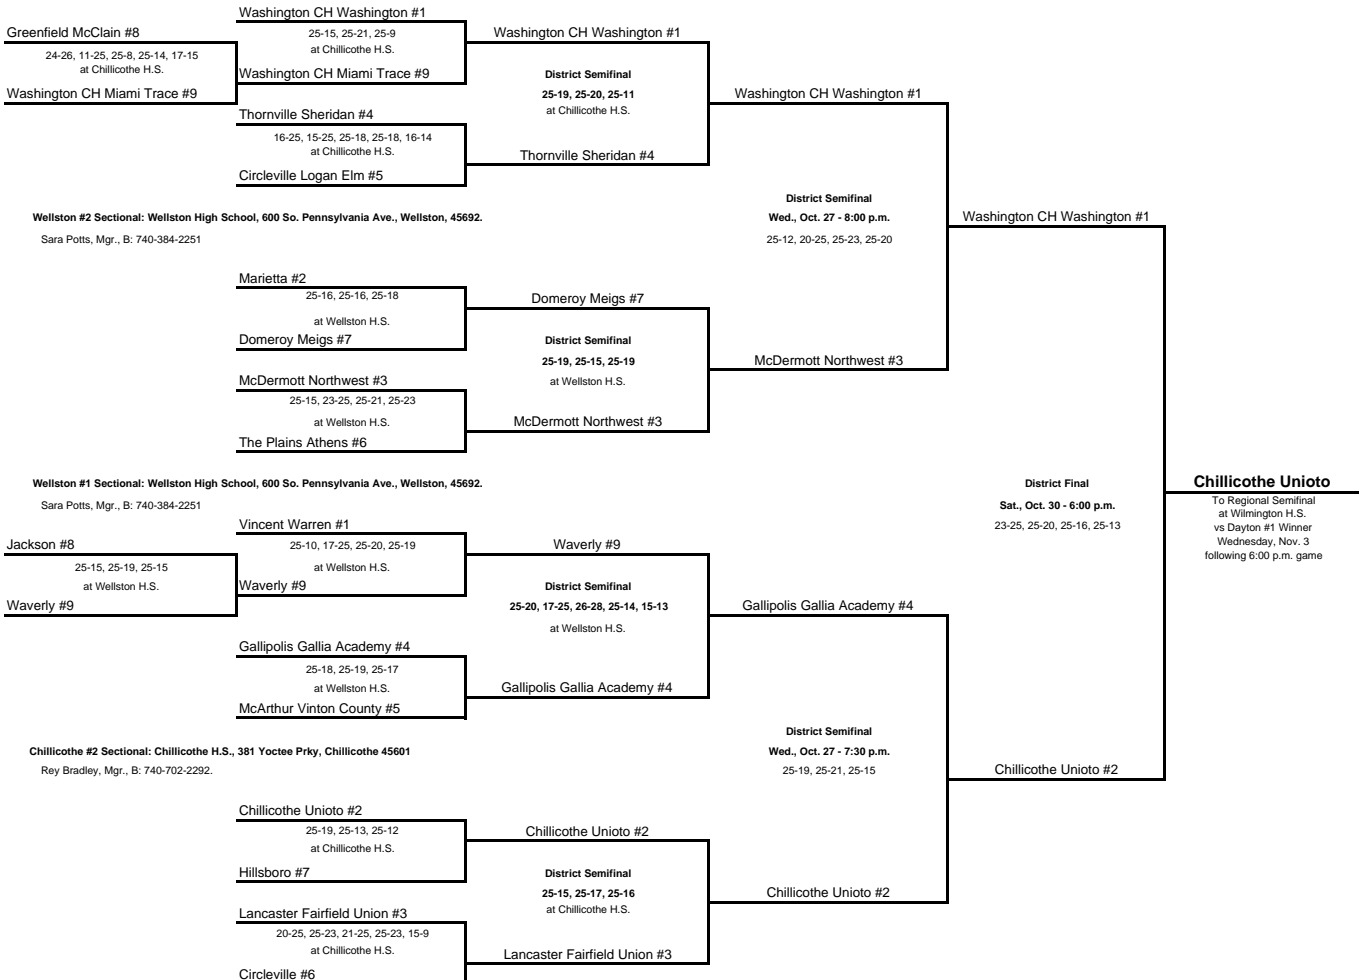 Washington CH Washington #1
Greenfield McClain #8
25-15, 25-21, 25-9
Washington CH Washington #1
24-26, 11-25, 25-8, 25-14, 17-15
at Chillicothe H.S.
at Chillicothe H.S.
Washington CH Miami Trace #9
District Semifinal
Washington CH Miami Trace #9
25-19, 25-20, 25-11
Washington CH Washington #1
at Chillicothe H.S.
Thornville Sheridan #4
16-25, 15-25, 25-18, 25-18, 16-14
at Chillicothe H.S.
Thornville Sheridan #4
Circleville Logan Elm #5
District Semifinal
Wellston #2 Sectional: Wellston High School, 600 So. Pennsylvania Ave., Wellston, 45692.
Wed., Oct. 27 - 8:00 p.m.
Washington CH Washington #1
Sara Potts, Mgr., B: 740-384-2251
25-12, 20-25, 25-23, 25-20
Marietta #2
25-16, 25-16, 25-18
Domeroy Meigs #7
at Wellston H.S.
Domeroy Meigs #7
District Semifinal
25-19, 25-15, 25-19
McDermott Northwest #3
McDermott Northwest #3
at Wellston H.S.
25-15, 23-25, 25-21, 25-23
at Wellston H.S.
McDermott Northwest #3
The Plains Athens #6
Wellston #1 Sectional: Wellston High School, 600 So. Pennsylvania Ave., Wellston, 45692.
District Final
Chillicothe Unioto
Sara Potts, Mgr., B: 740-384-2251
Sat., Oct. 30 - 6:00 p.m.
To Regional Semifinal
at Wilmington H.S.
Vincent Warren #1
23-25, 25-20, 25-16, 25-13
vs Dayton #1 Winner
Jackson #8
25-10, 17-25, 25-20, 25-19
Waverly #9
Wednesday, Nov. 3
following 6:00 p.m. game
25-15, 25-19, 25-15
at Wellston H.S.
at Wellston H.S.
Waverly #9
District Semifinal
Waverly #9
25-20, 17-25, 26-28, 25-14, 15-13
Gallipolis Gallia Academy #4
at Wellston H.S.
Gallipolis Gallia Academy #4
25-18, 25-19, 25-17
at Wellston H.S.
Gallipolis Gallia Academy #4
McArthur Vinton County #5
District Semifinal
Chillicothe #2 Sectional: Chillicothe H.S., 381 Yoctee Prky, Chillicothe 45601
Wed., Oct. 27 - 7:30 p.m.
Rey Bradley, Mgr., B: 740-702-2292.
25-19, 25-21, 25-15
Chillicothe Unioto #2
Chillicothe Unioto #2
25-19, 25-13, 25-12
Chillicothe Unioto #2
at Chillicothe H.S.
Hillsboro #7
District Semifinal
25-15, 25-17, 25-16
Chillicothe Unioto #2
at Chillicothe H.S.
Lancaster Fairfield Union #3
20-25, 25-23, 21-25, 25-23, 15-9
at Chillicothe H.S.
Lancaster Fairfield Union #3
Circleville #6